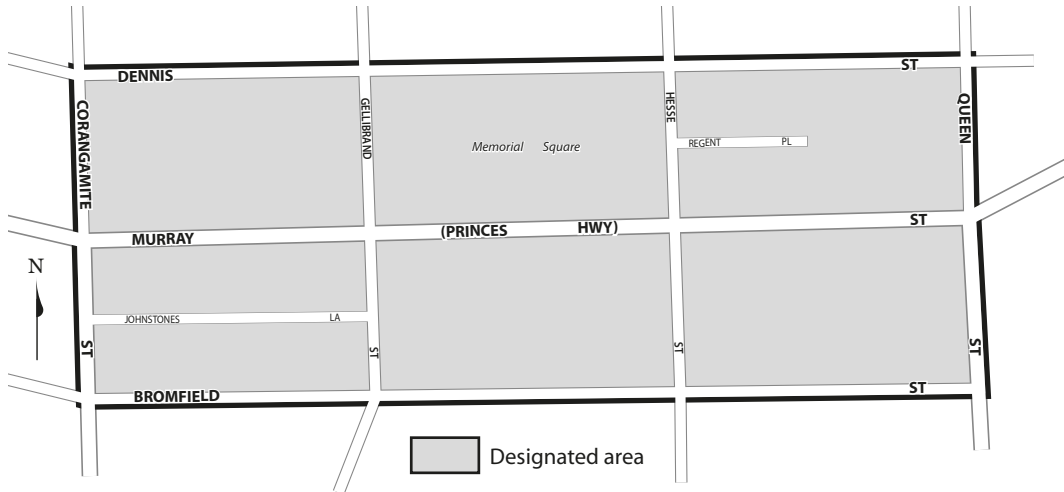 DENNIS ST
CORANGAMITE ST
GELLIBRAND ST
HESSE ST
QUEEN ST
Memorial Square
REGENT PL
MURRAY (PRINCES HWY) ST
N
JOHNSTONES LA
BROMFIELD ST
Designated area